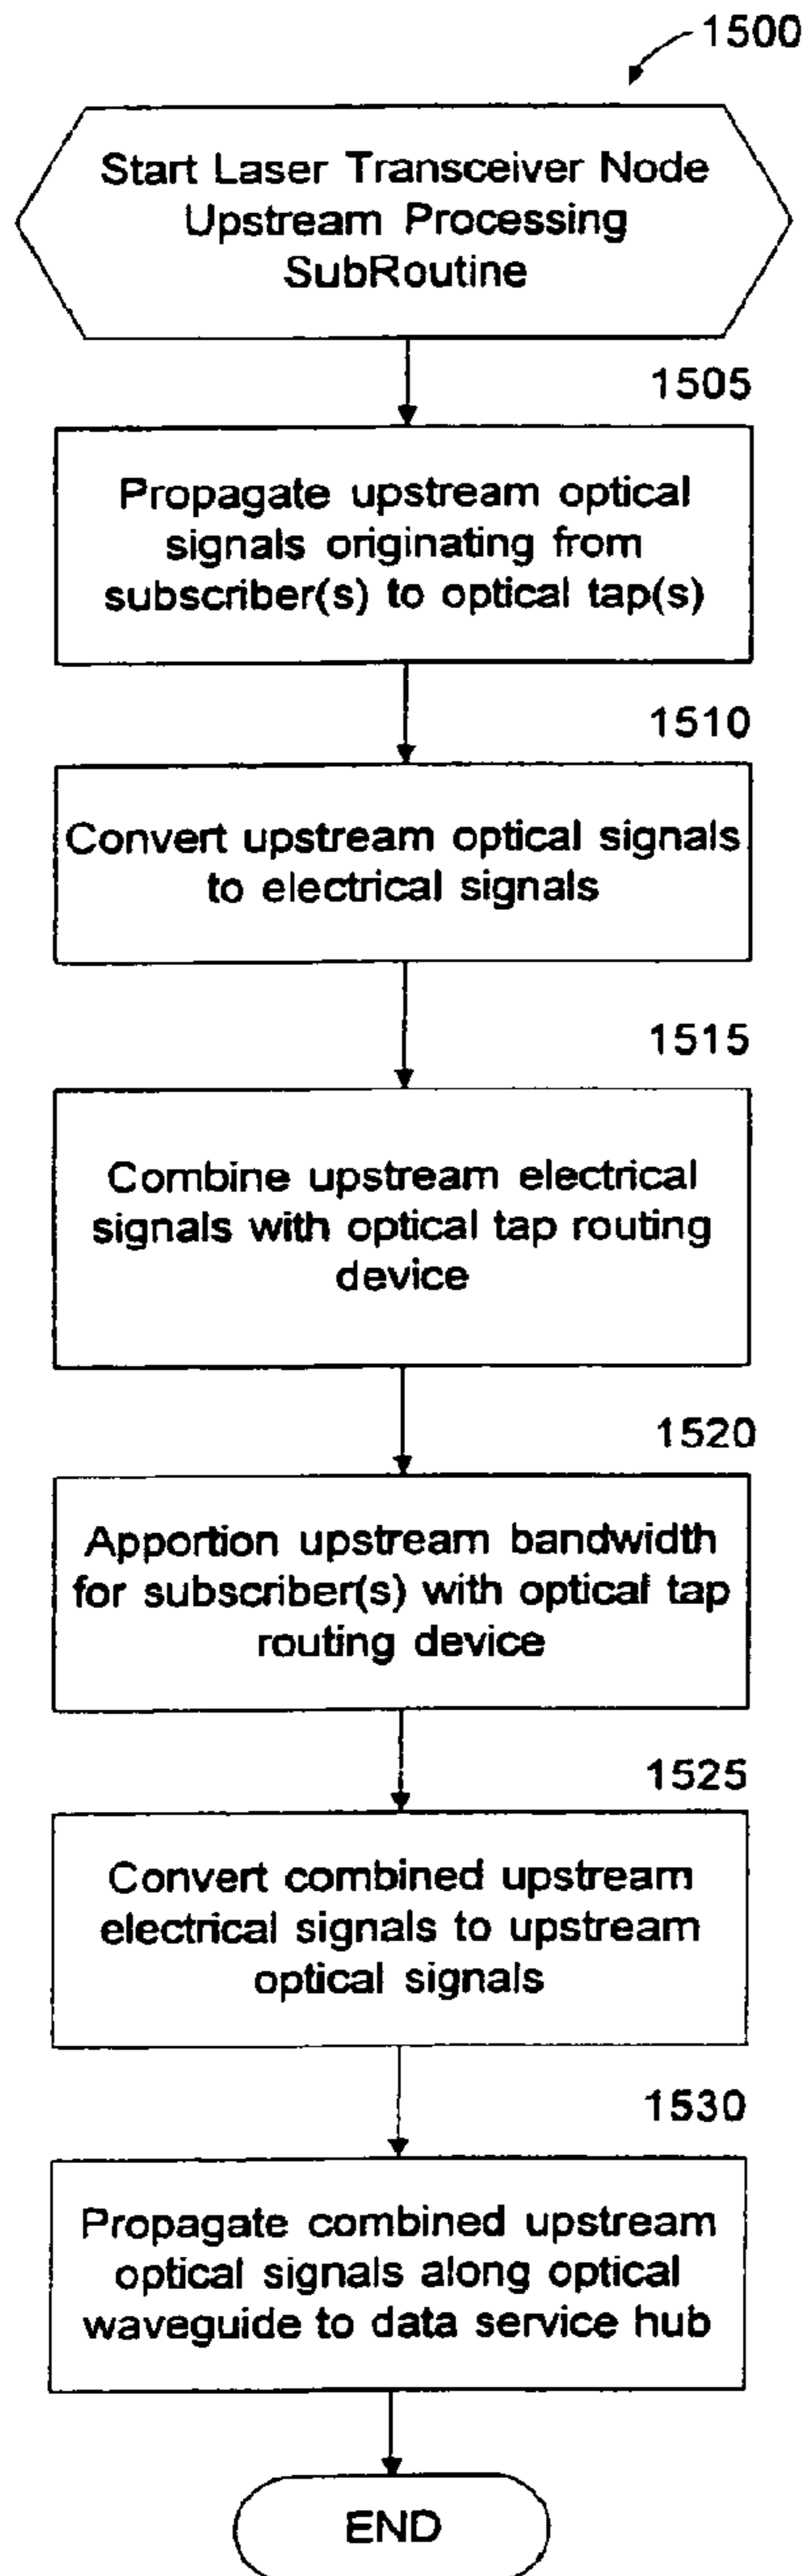 1500
Start Laser Transceiver Node
Upstream Processing
SubRoutine
1505
Propagate upstream optical
signals originating from
subscriber(s) to optical tap(s)
1510
Convert upstream optical signals
to electrical signals
1515
Combine upstream electrical
signals with optical tap routing
device
1520
Apportion upstream bandwidth
for subscriber(s) with optical tap
routing device
1525
Convert combined upstream
electrical signals to upstream
optical signals
1530
Propagate combined upstream
optical signals along optical
waveguide to data service hub
END